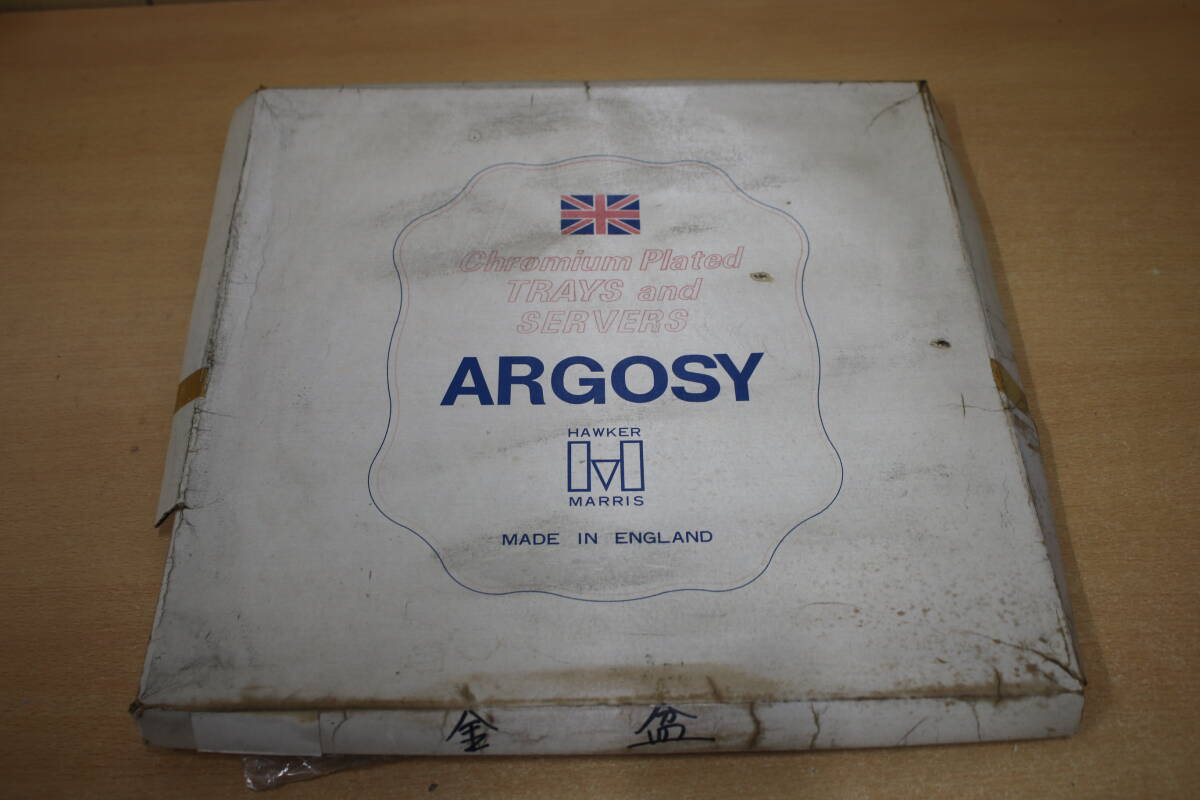 Chromium Plated
TRAYS and
SERVERS
ARGOSY
HAWKER
MARRIS
MADE IN ENGLAND
金 盆